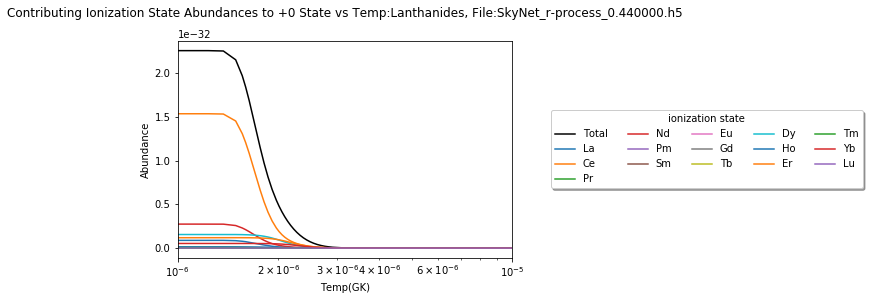 Contributing Ionization State Abundances to +0 State vs Temp:Lanthanides, File:SkyNet_r-process_0.440000.h5
1e−32
2.0
1.5
1.0
0.5
0.0
Abundance
10⁻⁶
2 × 10⁻⁶
3 × 10⁻⁶
4 × 10⁻⁶
6 × 10⁻⁶
10⁻⁵
Temp(GK)
ionization state
Total
La
Ce
Pr
Nd
Pm
Sm
Eu
Gd
Tb
Dy
Ho
Er
Tm
Yb
Lu